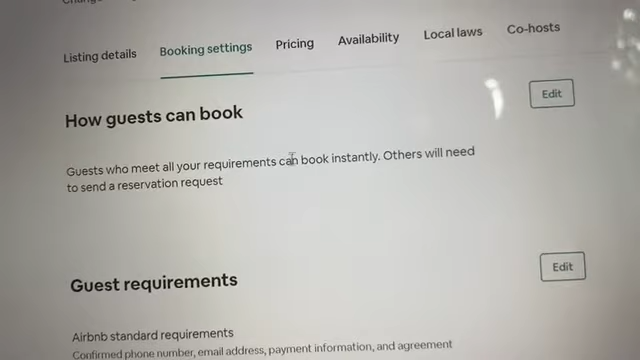 Listing details Booking settings Pricing Availability Local laws Co-hosts
How guests can book
Edit
Guests who meet all your requirements can book instantly. Others will need
to send a reservation request
Guest requirements
Edit
Airbnb standard requirements
Confirmed phone number, email address, payment information, and agreement